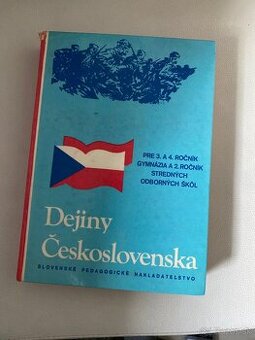 PRE 3. A 4. ROČNÍK
GYMNÁZIA A 2. ROČNÍK
STREDNÝCH
ODBORNÝCH ŠKÔL
Dejiny
Československa
SLOVENSKÉ PEDAGOGICKÉ NAKLADATEĽSTVO